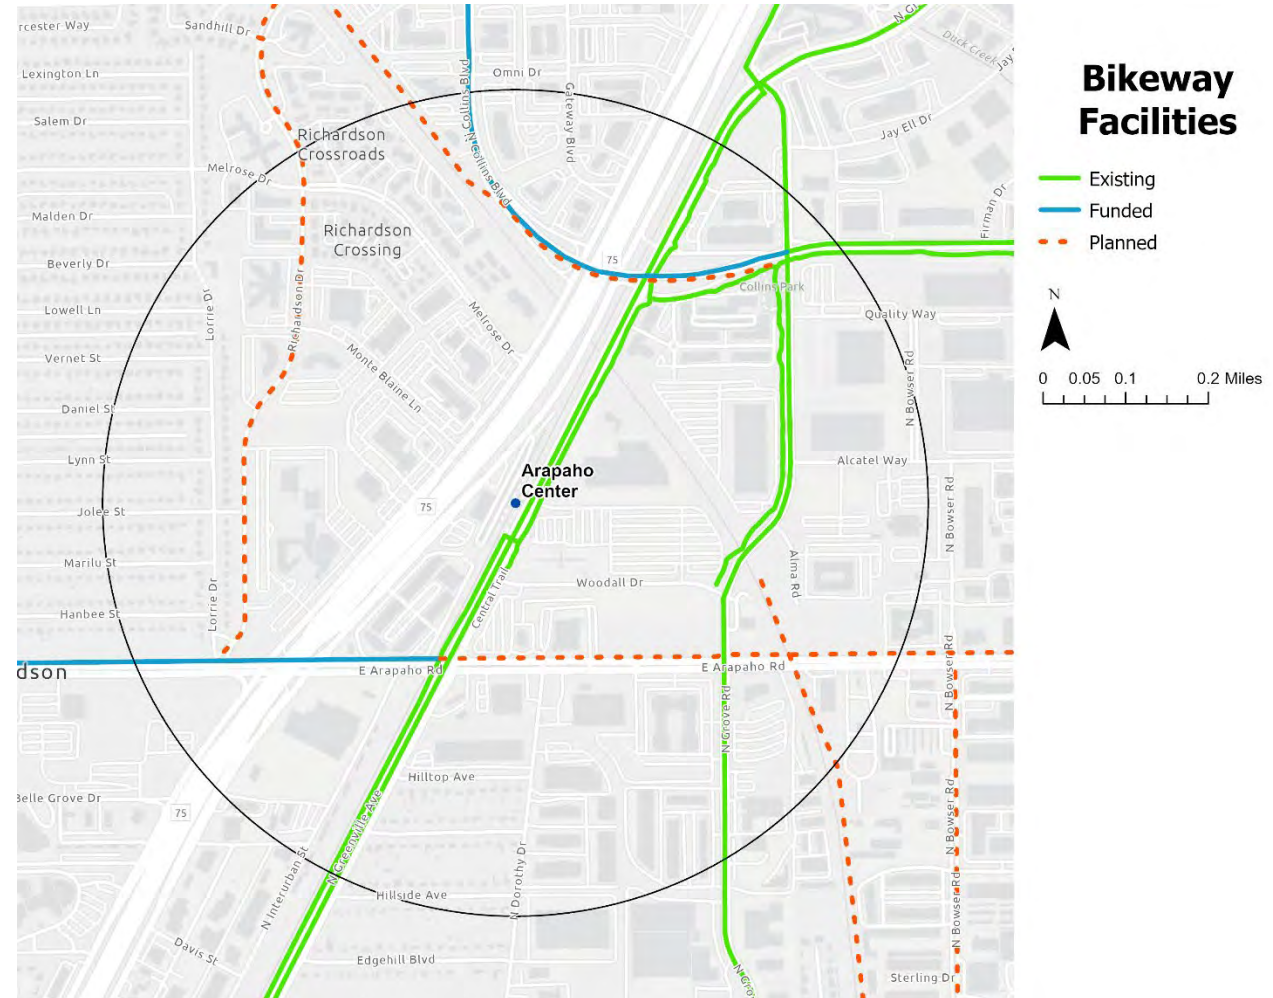 rcester Way
Sandhill Dr
N Gr
Duck Creek
Jay
Lexington Ln
Omni Dr
N Collins Blvd
Gateway Blvd
Salem Dr
Richardson
Crossroads
Jay Ell Dr
Melrose Dr
N Collins Blvd
Malden Dr
Firman Dr
Richardson
Crossing
Beverly Dr
75
Collins Park
Lowell Ln
Lorrie Dr
Richardson Dr
Melrose Dr
Quality Way
Vernet St
Monte Blaine Ln
N Bowser Rd
Daniel St
Lynn St
Arapaho
Center
Alcatel Way
Jolee St
75
N Bowser Rd
Marilu St
Central Trail
Woodall Dr
Alma Rd
Hanbee St
Lorrie Dr
dson
E Arapaho Rd
E Arapaho Rd
N Bowser Rd
N Grove Rd
Hilltop Ave
Belle Grove Dr
75
N Greenville Ave
N Bowser Rd
N Interurban St
Hillside Ave
N Dorothy Dr
N Bowser Rd
Davis St
Edgehill Blvd
N Gro
Sterling Dr
Bikeway
Facilities
Existing
Funded
Planned
N
0 0.05 0.1 0.2 Miles